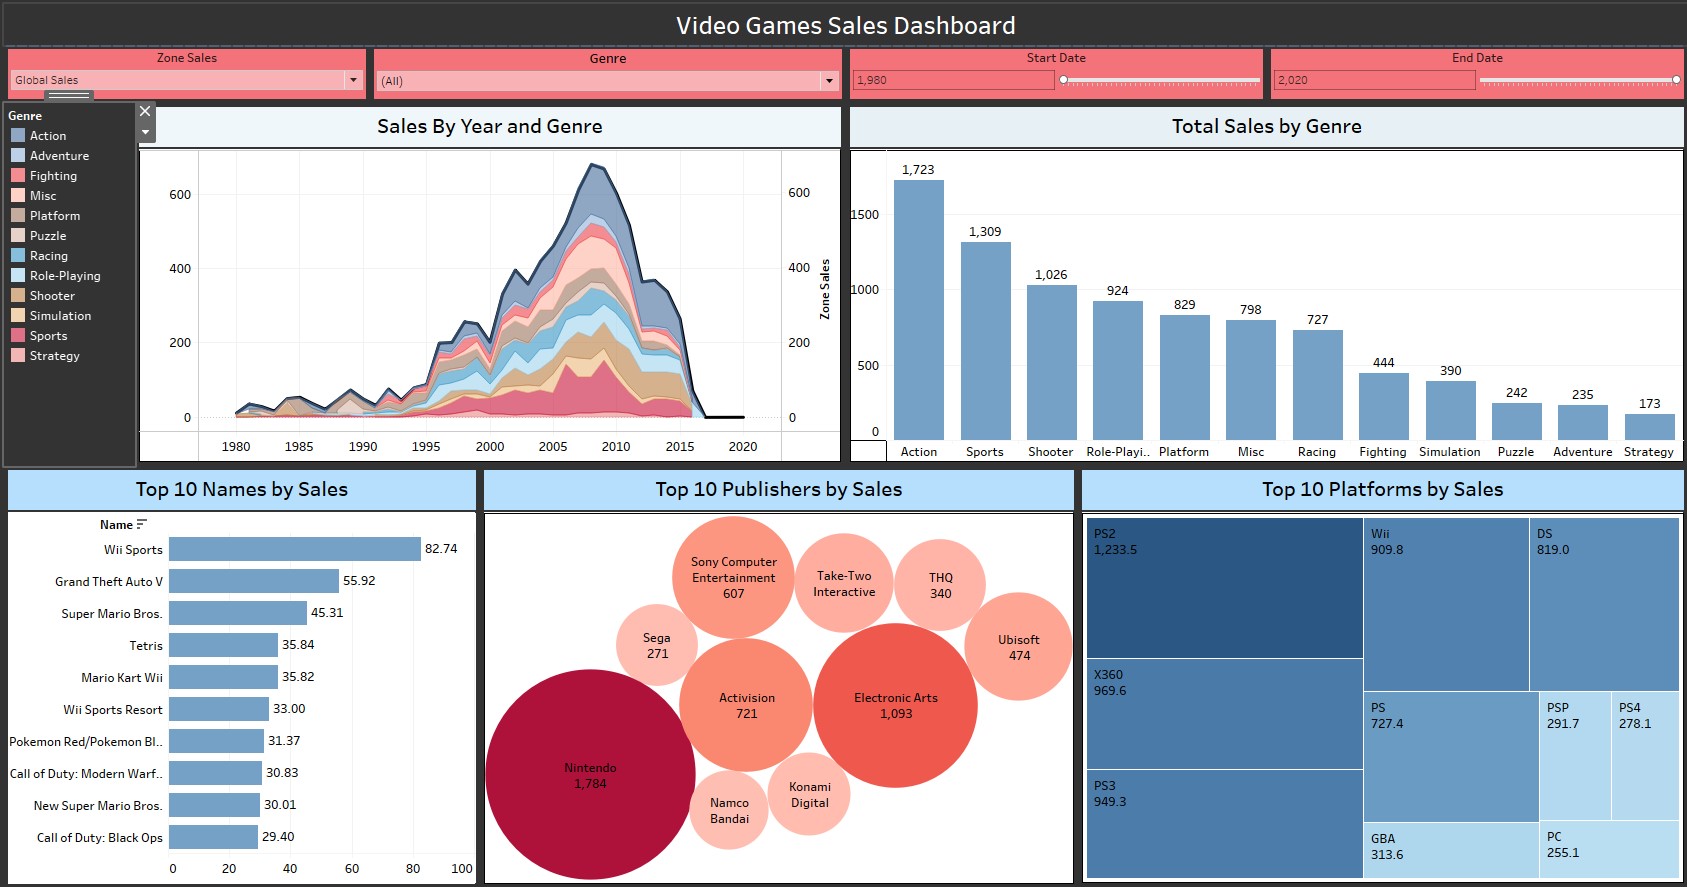 Video Games Sales Dashboard
Zone Sales
Global Sales
Genre
(All)
Start Date
1,980
End Date
2,020
Genre
Action
Adventure
Fighting
Misc
Platform
Puzzle
Racing
Role-Playing
Shooter
Simulation
Sports
Strategy
Sales By Year and Genre
600
400
200
0
600
400
200
0
Zone Sales
1980 1985 1990 1995 2000 2005 2010 2015 2020
Total Sales by Genre
1500
1000
500
0
1,723
1,309
1,026
924
829
798
727
444
390
242
235
173
Action Sports Shooter Role-Playi.. Platform Misc Racing Fighting Simulation Puzzle Adventure Strategy
Top 10 Names by Sales
Name
Wii Sports 82.74
Grand Theft Auto V 55.92
Super Mario Bros. 45.31
Tetris 35.84
Mario Kart Wii 35.82
Wii Sports Resort 33.00
Pokemon Red/Pokemon Bl.. 31.37
Call of Duty: Modern Warf.. 30.83
New Super Mario Bros. 30.01
Call of Duty: Black Ops 29.40
0 20 40 60 80 100
Top 10 Publishers by Sales
Sony Computer
Entertainment
607
Take-Two
Interactive
THQ
340
Sega
271
Ubisoft
474
Activision
721
Electronic Arts
1,093
Nintendo
1,784
Namco
Bandai
Konami
Digital
Top 10 Platforms by Sales
PS2
1,233.5
X360
969.6
PS3
949.3
Wii
909.8
DS
819.0
PS
727.4
PSP
291.7
PS4
278.1
GBA
313.6
PC
255.1